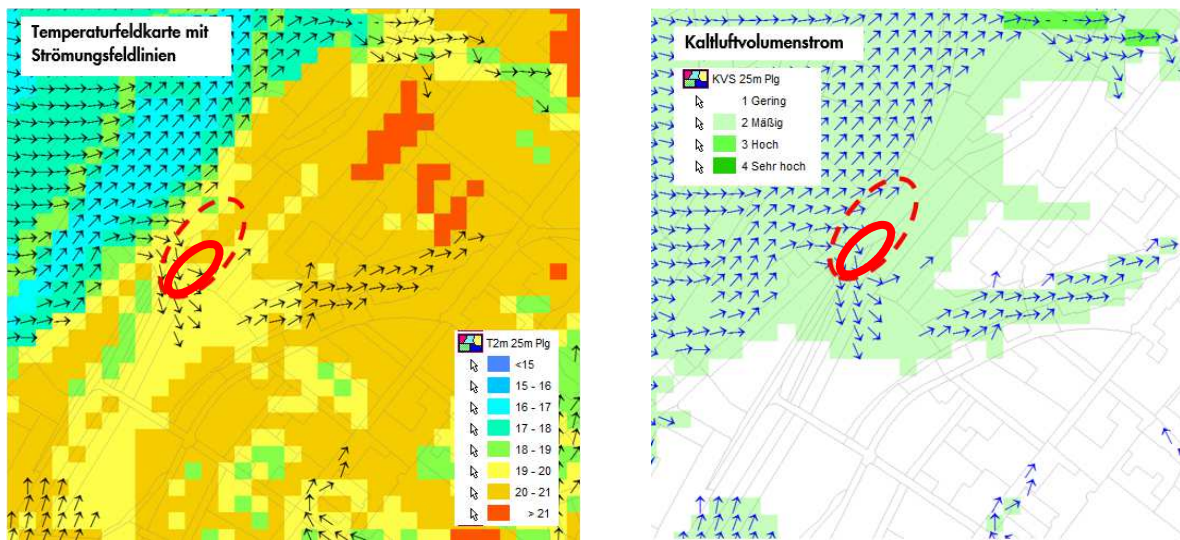 Temperaturfeldkarte mit
Strömungsfeldlinien
T2m 25m Plg
<15
15 - 16
16 - 17
17 - 18
18 - 19
19 - 20
20 - 21
> 21
Kaltluftvolumenstrom
KVS 25m Plg
1 Gering
2 Mäßig
3 Hoch
4 Sehr hoch